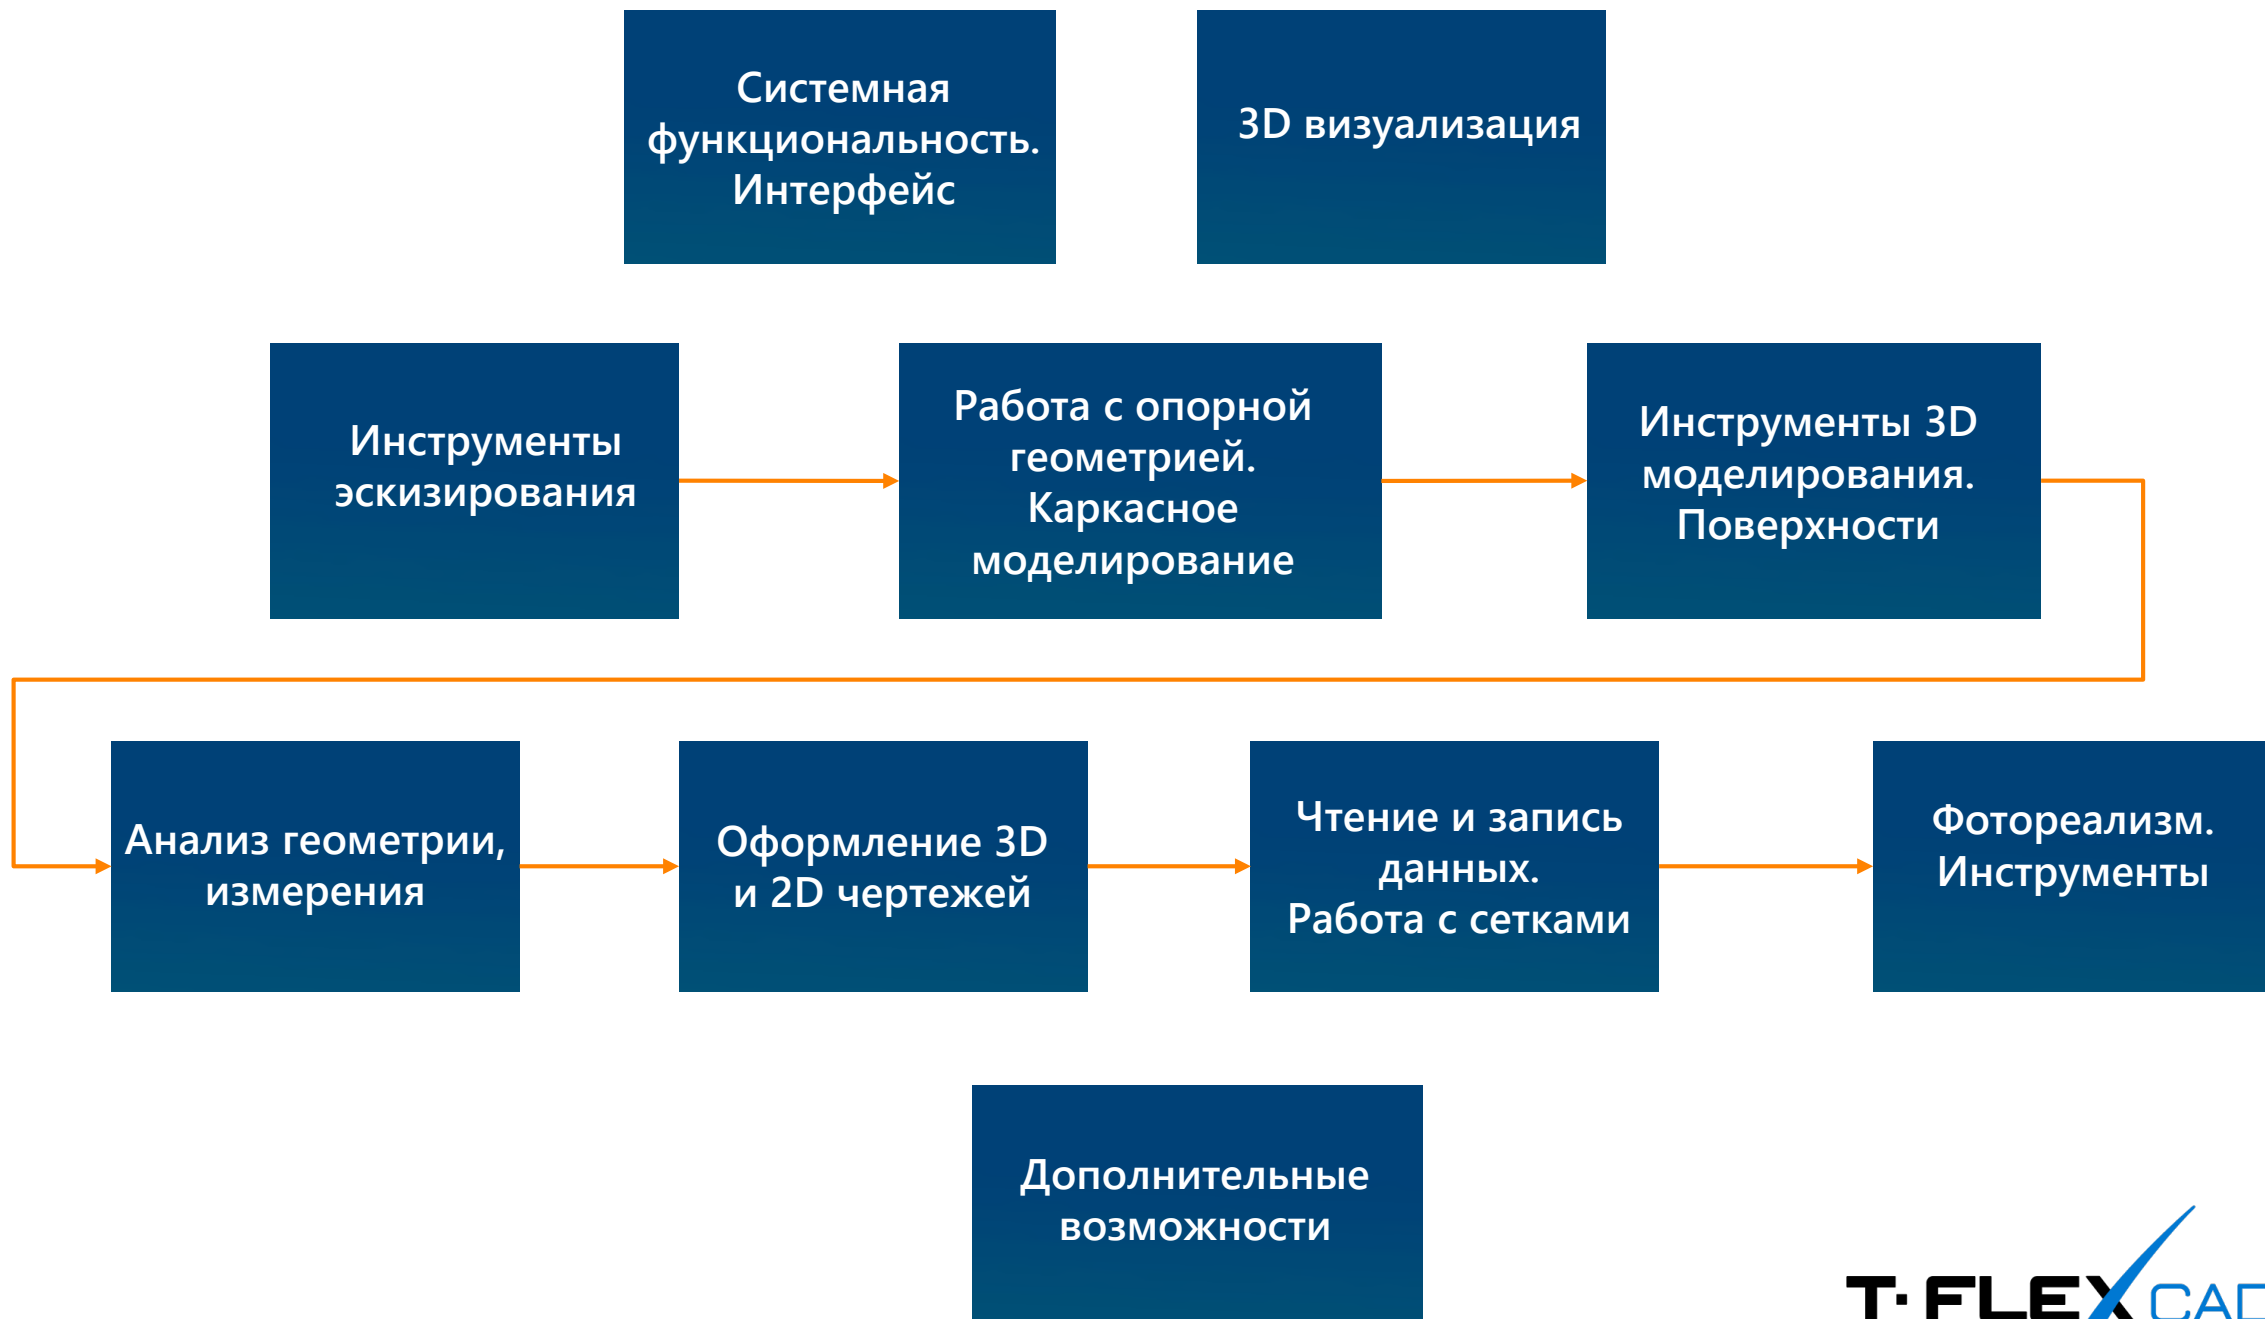 Системная
функциональность.
Интерфейс
3D визуализация
Инструменты
эскизирования
Работа с опорной
геометрией.
Каркасное
моделирование
Инструменты 3D
моделирования.
Поверхности
Анализ геометрии,
измерения
Оформление 3D
и 2D чертежей
Чтение и запись
данных.
Работа с сетками
Фотореализм.
Инструменты
Дополнительные
возможности
T·FLEX CAD